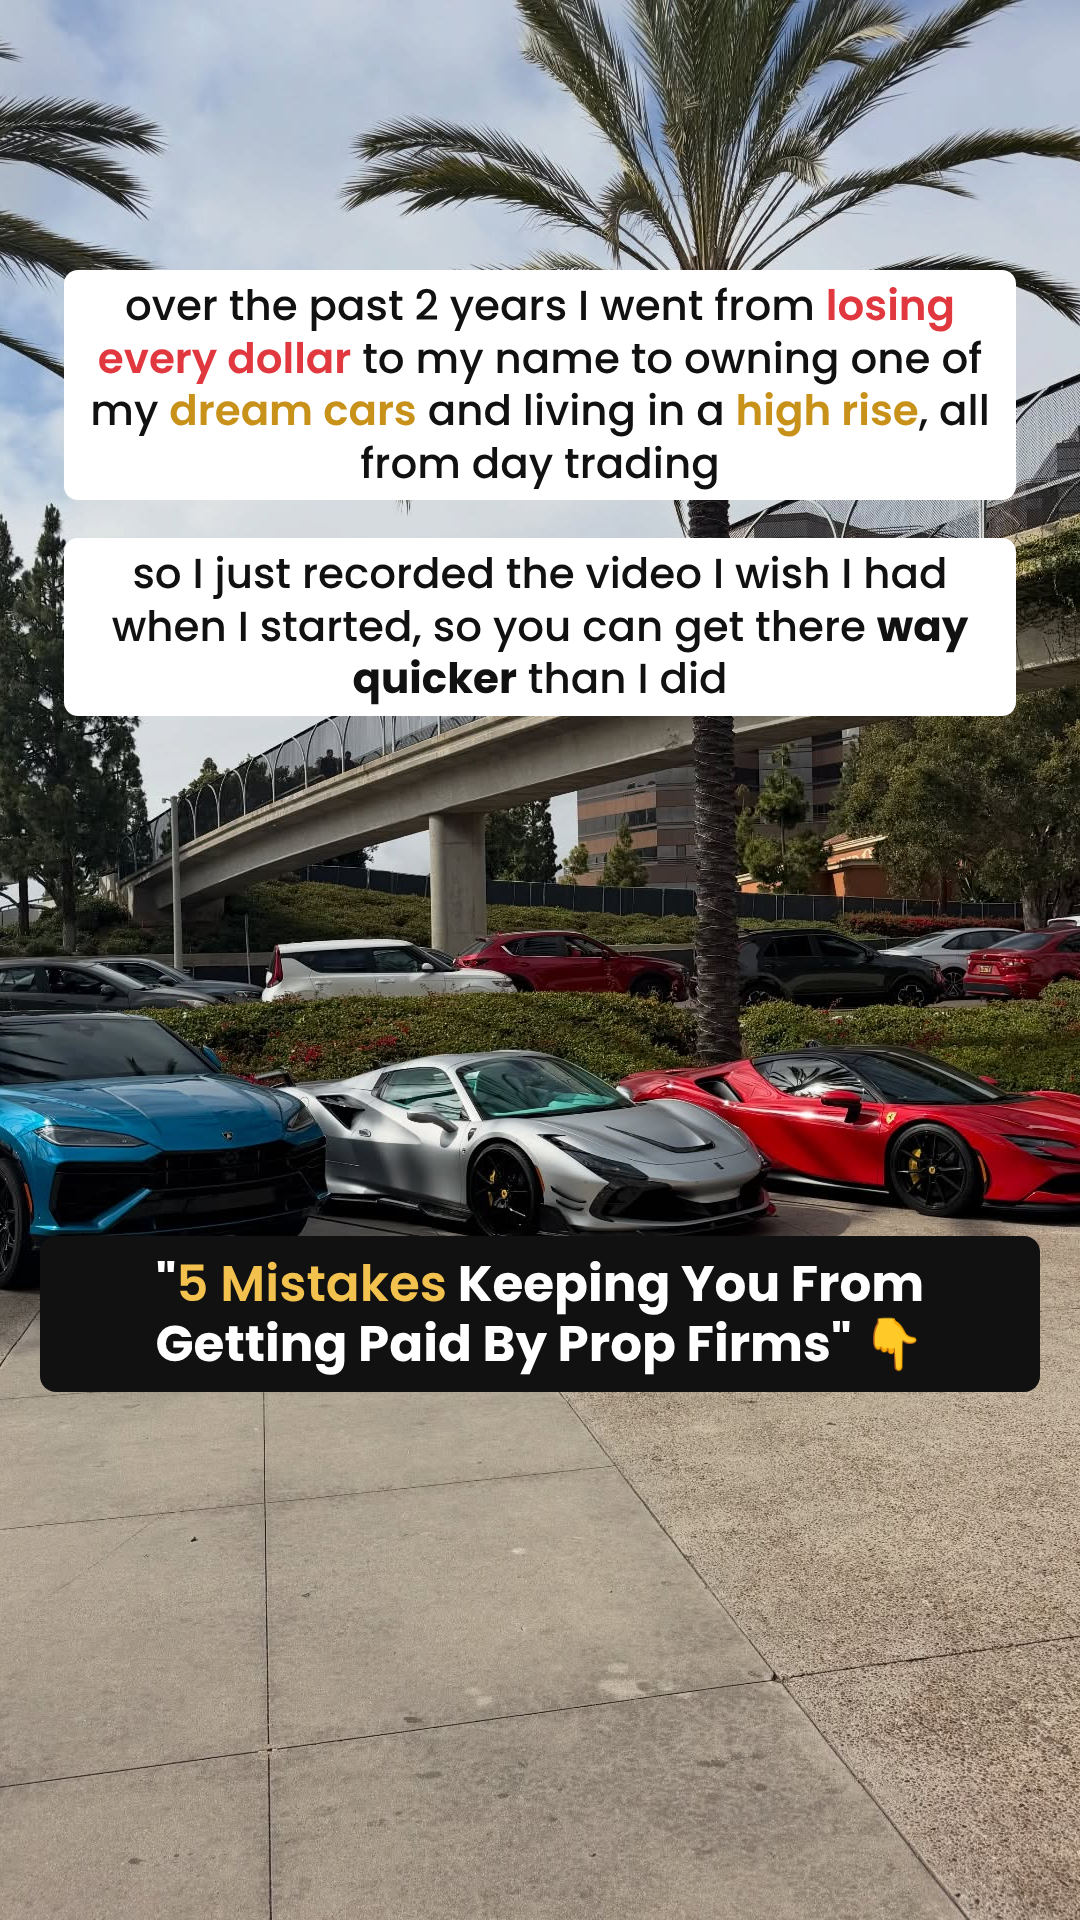 over the past 2 years I went from losing
every dollar to my name to owning one of
my dream cars and living in a high rise, all
from day trading
so I just recorded the video I wish I had
when I started, so you can get there way
quicker than I did
"5 Mistakes Keeping You From
Getting Paid By Prop Firms" 👇